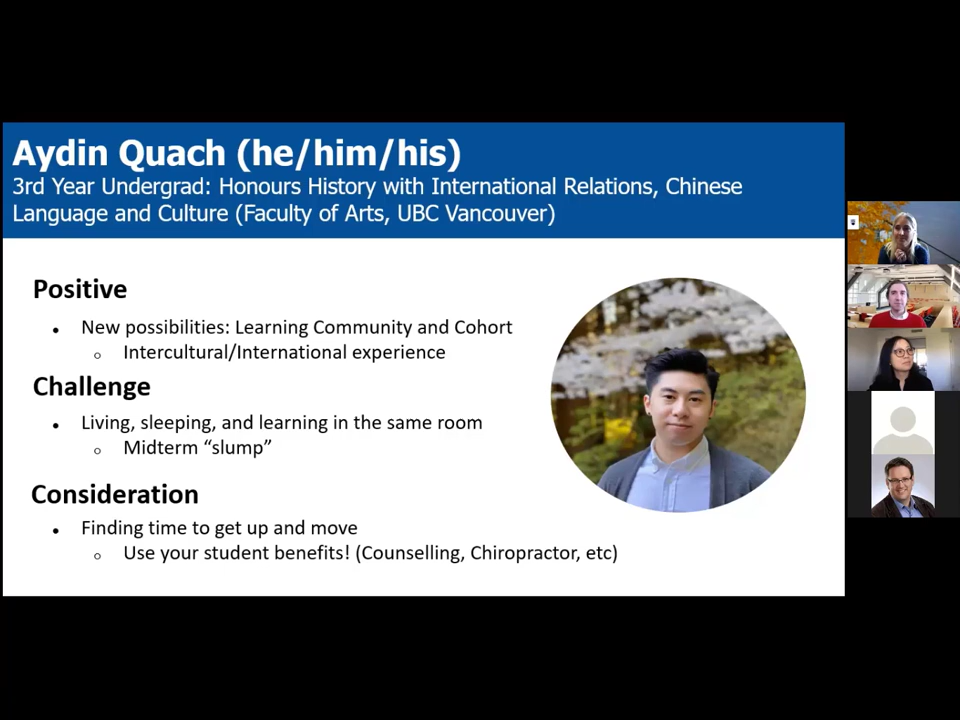 Aydin Quach (he/him/his)
3rd Year Undergrad: Honours History with International Relations, Chinese
Language and Culture (Faculty of Arts, UBC Vancouver)
Positive
• New possibilities: Learning Community and Cohort
o Intercultural/International experience
Challenge
• Living, sleeping, and learning in the same room
o Midterm “slump”
Consideration
• Finding time to get up and move
o Use your student benefits! (Counselling, Chiropractor, etc)